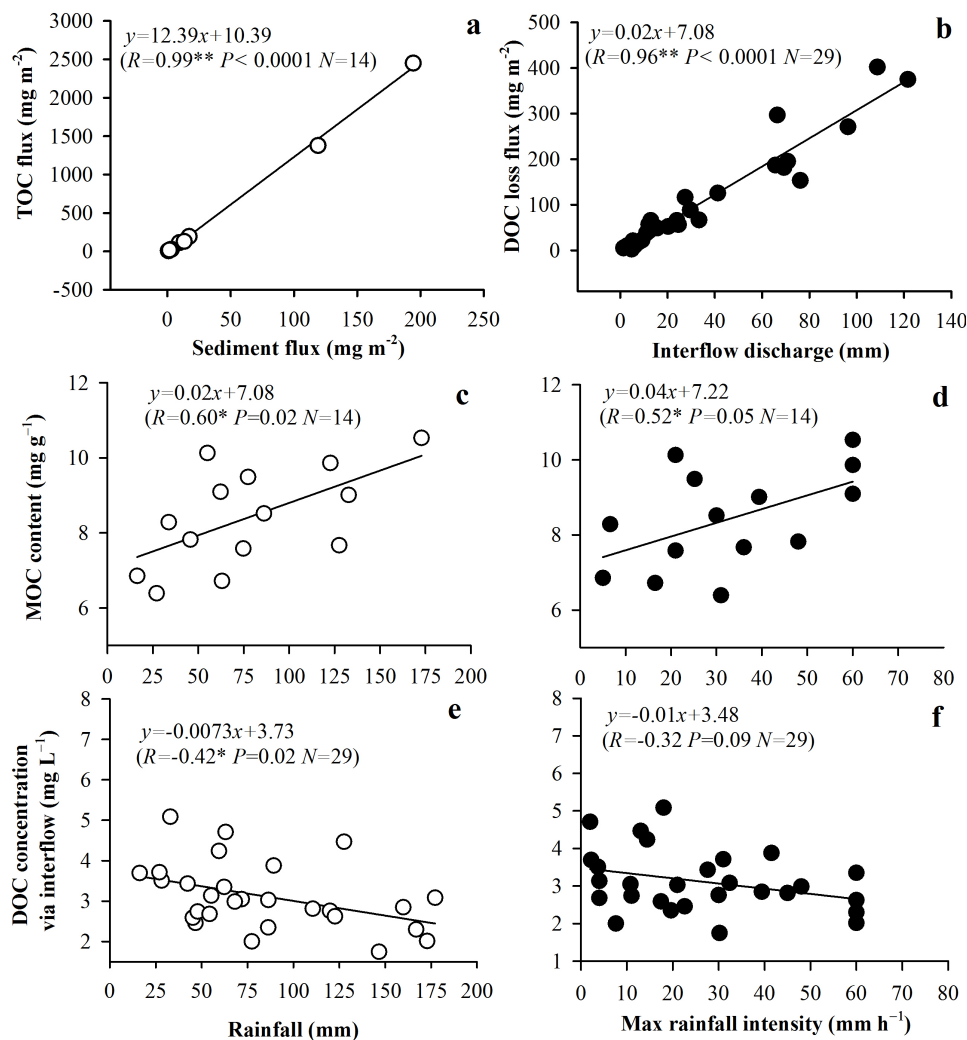 a
y=12.39x+10.39
(R=0.99** P< 0.0001 N=14)
3000
2500
2000
1500
1000
500
0
-500
TOC flux (mg m⁻²)
0 50 100 150 200 250
Sediment flux (mg m⁻²)
b
y=0.02x+7.08
(R=0.96** P< 0.0001 N=29)
500
400
300
200
100
0
DOC loss flux (mg m⁻²)
0 20 40 60 80 100 120 140
Interflow discharge (mm)
c
y=0.02x+7.08
(R=0.60* P=0.02 N=14)
12
10
8
6
MOC content (mg g⁻¹)
0 25 50 75 100 125 150 175 200
d
y=0.04x+7.22
(R=0.52* P=0.05 N=14)
12
10
8
6
0 10 20 30 40 50 60 70 80
e
y=-0.0073x+3.73
(R=-0.42* P=0.02 N=29)
8
7
6
5
4
3
2
DOC concentration
via interflow (mg L⁻¹)
0 25 50 75 100 125 150 175 200
Rainfall (mm)
f
y=-0.01x+3.48
(R=-0.32 P=0.09 N=29)
8
7
6
5
4
3
2
1
0 10 20 30 40 50 60 70 80
Max rainfall intensity (mm h⁻¹)